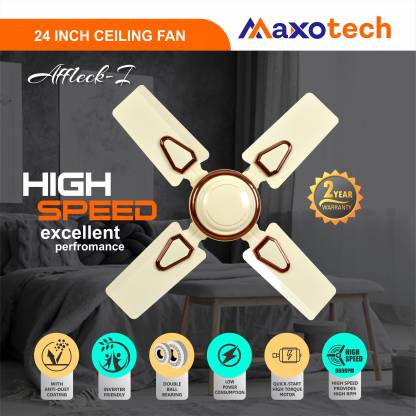 24 INCH CEILING FAN
Maxotech
Affleck-I
HIGH
SPEED
excellent
perfromance
2 YEAR
WARRANTY
WITH
ANTI-DUST
COATING
INVERTER
FRIENDLY
DOUBLE
BALL
BEARING
LOW
POWER
CONSUMPTION
QUICK-START
HIGH TORQUE
MOTOR
HIGH
SPEED
HIGH SPEED
PROVIDES
HIGH RPM